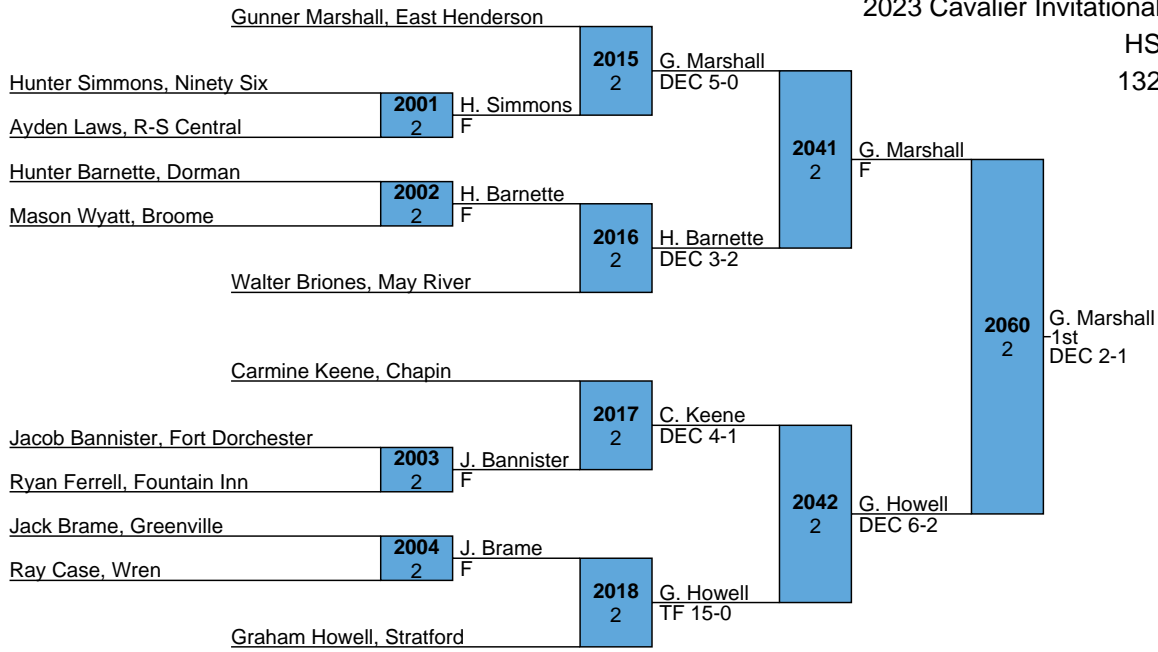 2023 Cavalier Invitational
HS
132
Gunner Marshall, East Henderson
2015
2
G. Marshall
DEC 5-0
Hunter Simmons, Ninety Six
2001
2
H. Simmons
F
Ayden Laws, R-S Central
2041
2
G. Marshall
F
Hunter Barnette, Dorman
2002
2
H. Barnette
F
Mason Wyatt, Broome
2016
2
H. Barnette
DEC 3-2
Walter Briones, May River
2060
2
G. Marshall
1st
DEC 2-1
Carmine Keene, Chapin
2017
2
C. Keene
DEC 4-1
Jacob Bannister, Fort Dorchester
2003
2
J. Bannister
F
Ryan Ferrell, Fountain Inn
2042
2
G. Howell
DEC 6-2
Jack Brame, Greenville
2004
2
J. Brame
F
Ray Case, Wren
2018
2
G. Howell
TF 15-0
Graham Howell, Stratford